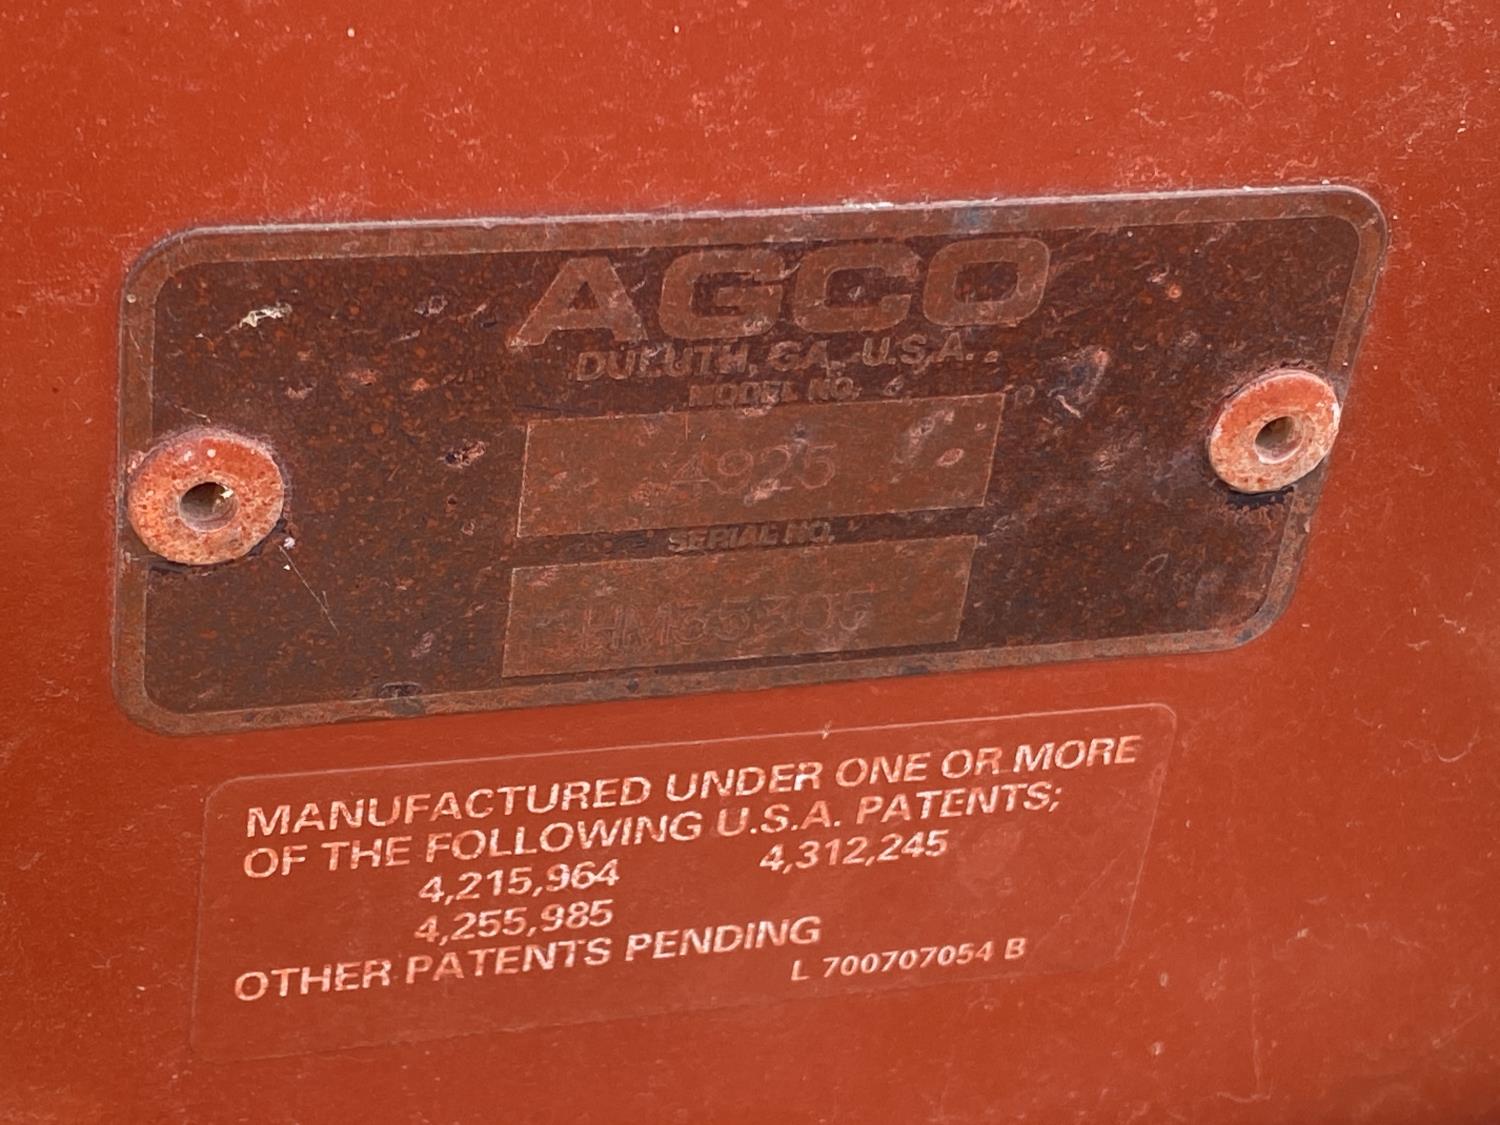 AGCO
DULUTH, GA. U.S.A.
MODEL NO.
4925
SERIAL NO.
HM35305
MANUFACTURED UNDER ONE OR MORE
OF THE FOLLOWING U.S.A. PATENTS;
4,215,964 4,312,245
4,255,985
OTHER PATENTS PENDING
L 700707054 B